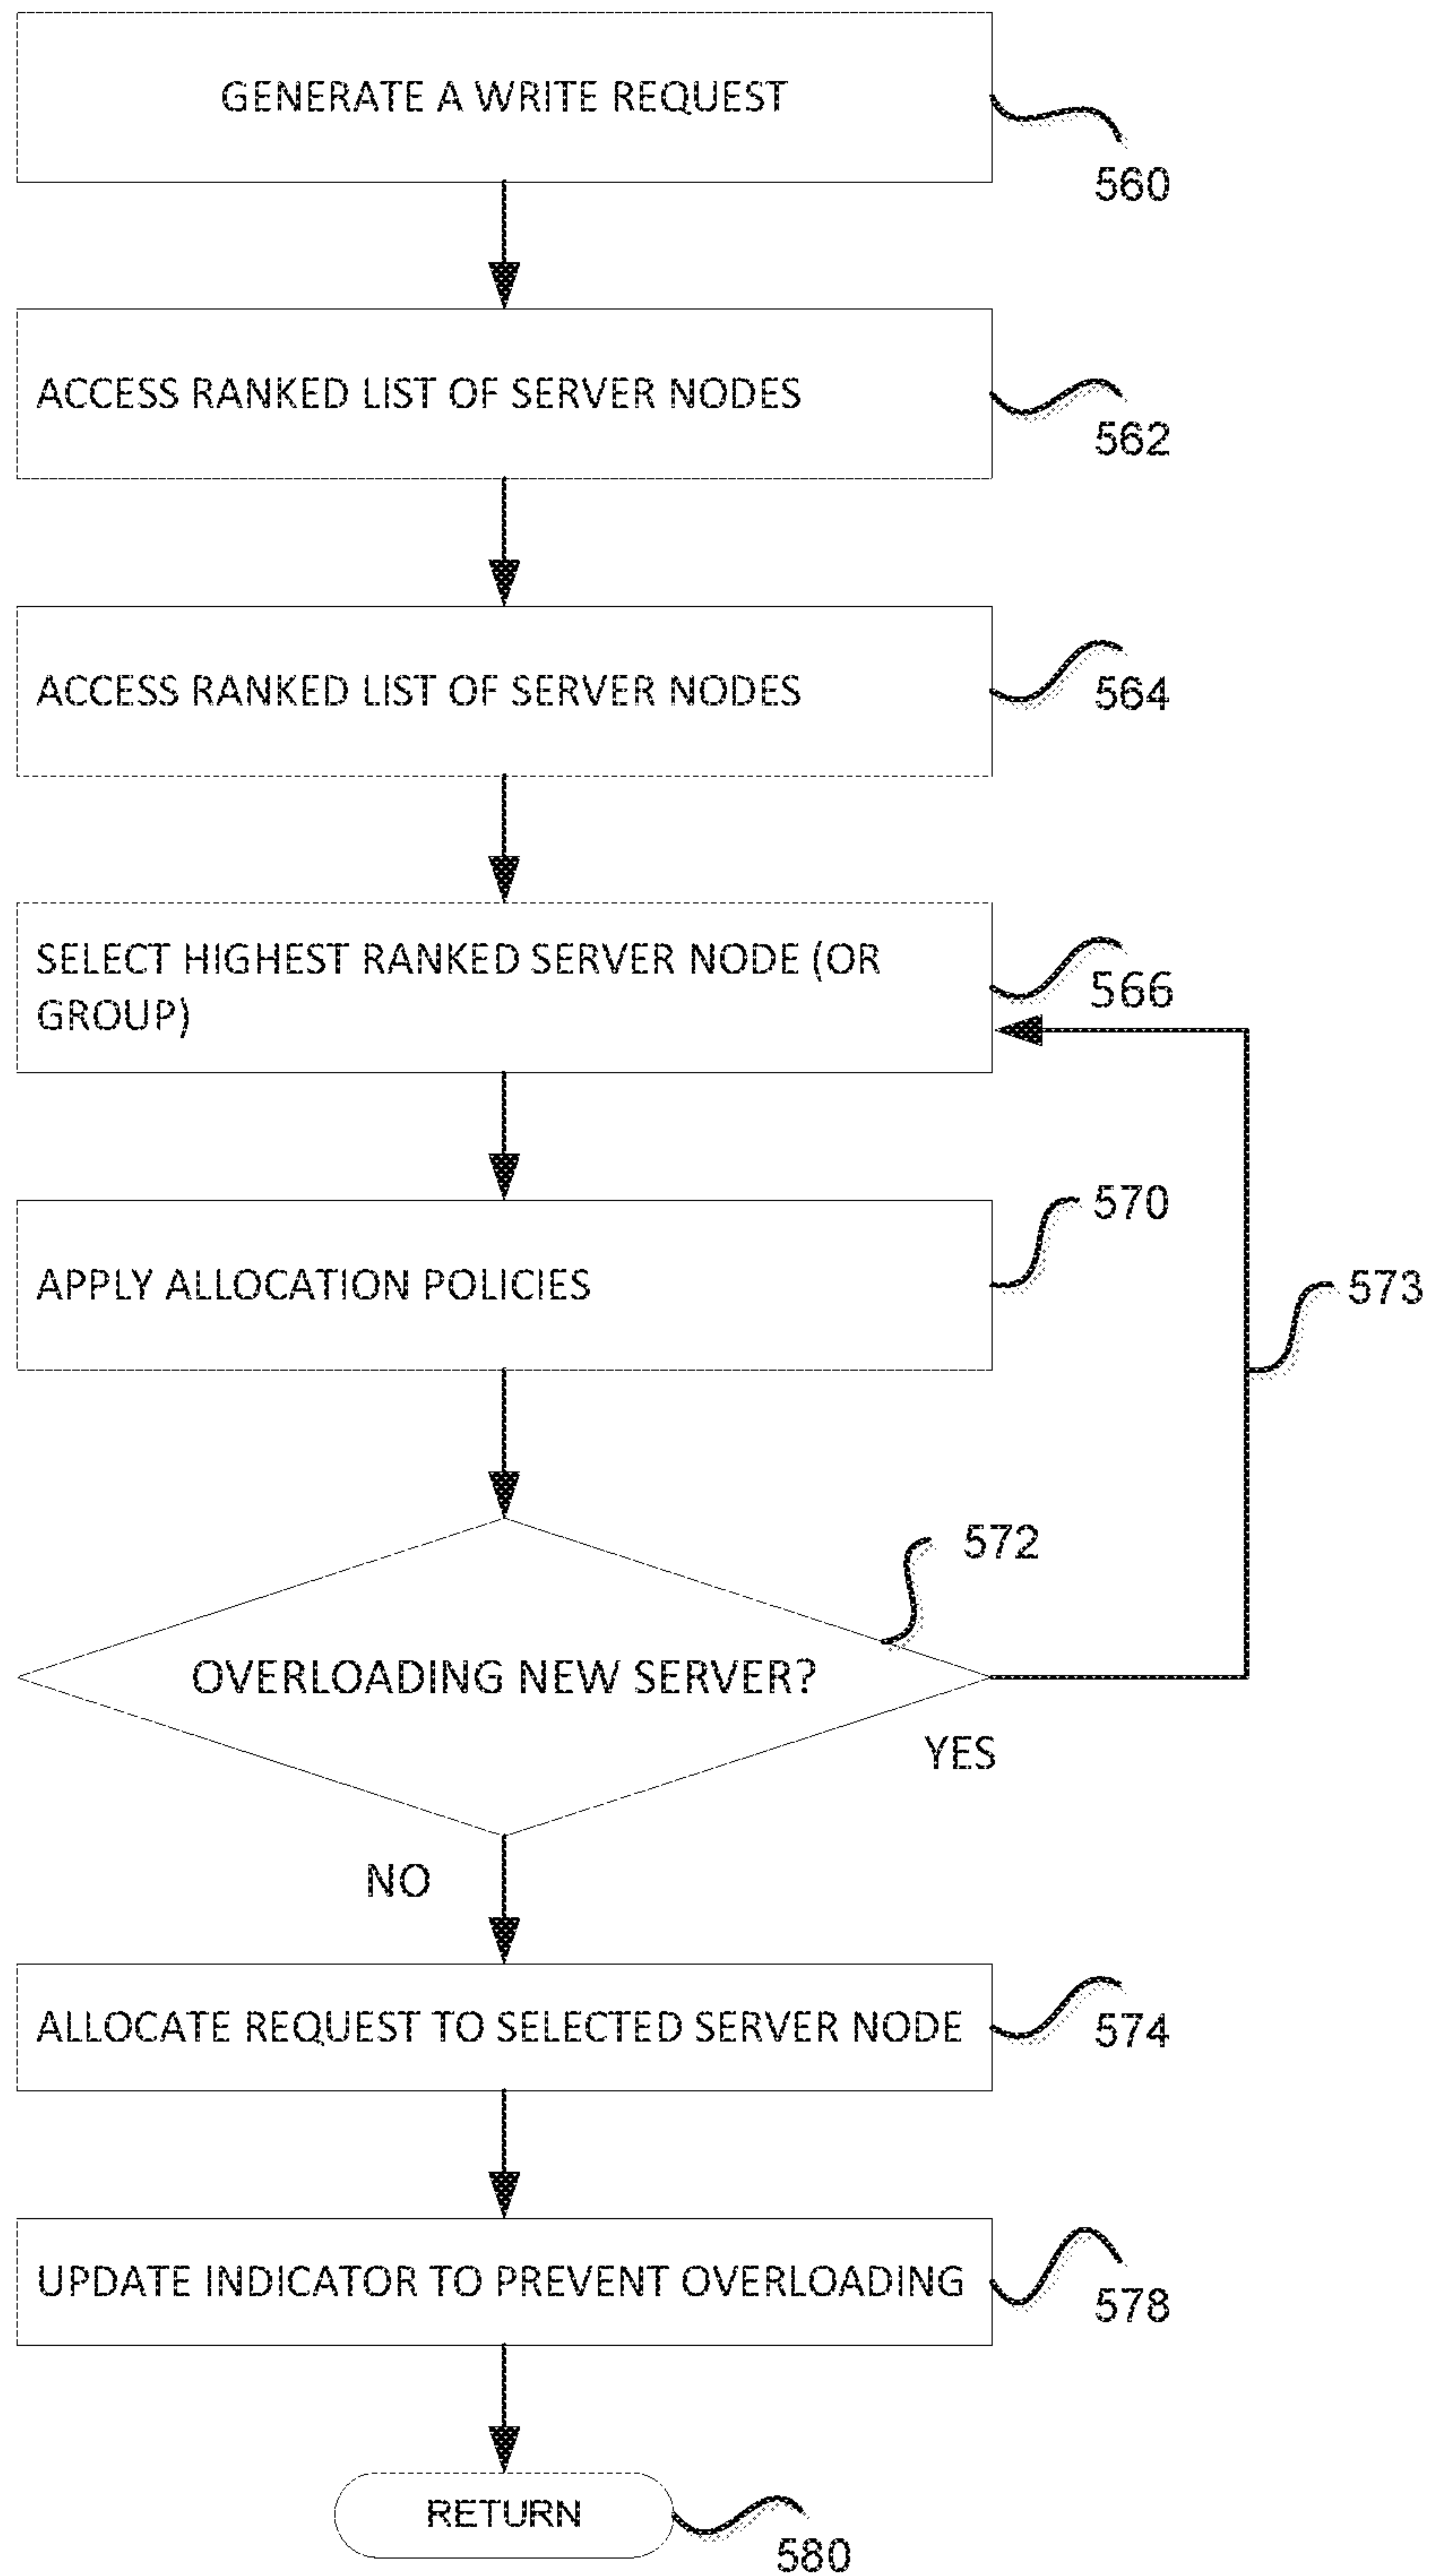 GENERATE A WRITE REQUEST
560
ACCESS RANKED LIST OF SERVER NODES
562
ACCESS RANKED LIST OF SERVER NODES
564
SELECT HIGHEST RANKED SERVER NODE (OR
GROUP)
566
570
APPLY ALLOCATION POLICIES
573
572
OVERLOADING NEW SERVER?
YES
NO
ALLOCATE REQUEST TO SELECTED SERVER NODE
574
UPDATE INDICATOR TO PREVENT OVERLOADING
578
RETURN
580